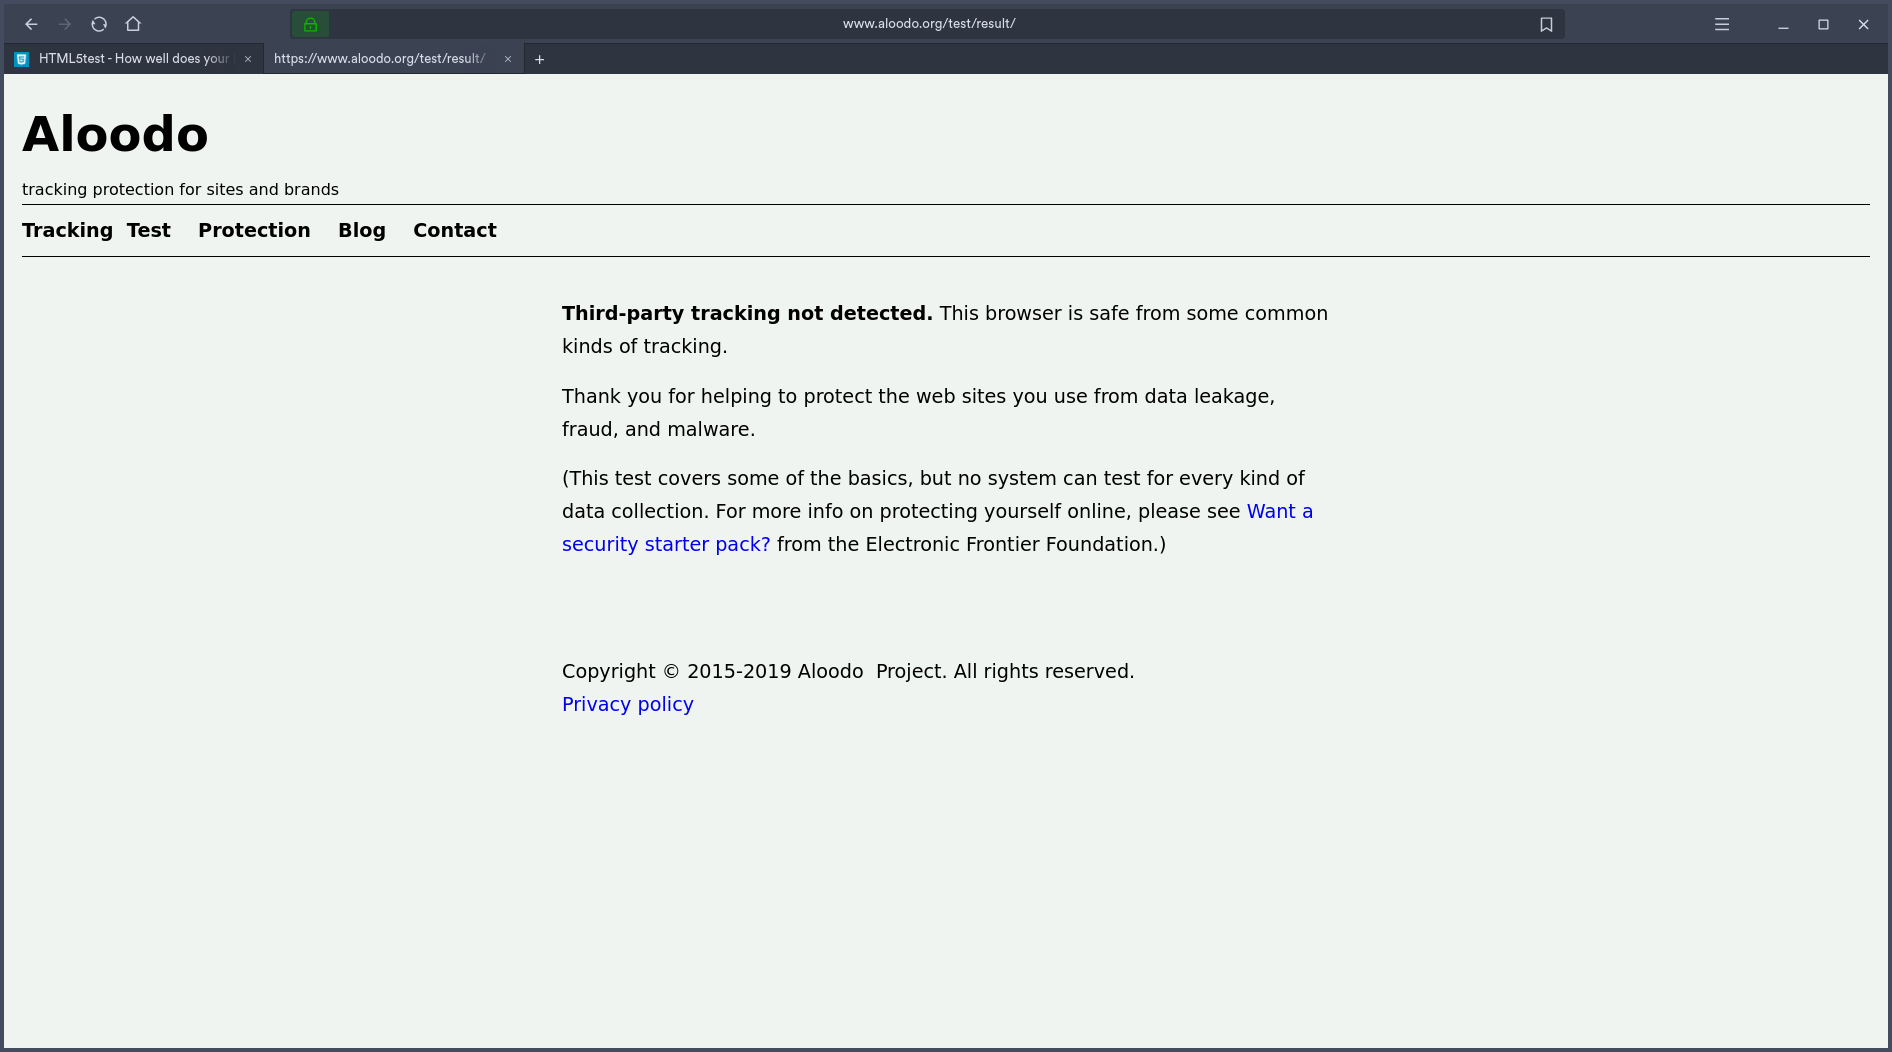 www.aloodo.org/test/result/
HTML5test - How well does your
https://www.aloodo.org/test/result/
Aloodo
tracking protection for sites and brands
Tracking Test Protection Blog Contact
Third-party tracking not detected. This browser is safe from some common
kinds of tracking.
Thank you for helping to protect the web sites you use from data leakage,
fraud, and malware.
(This test covers some of the basics, but no system can test for every kind of
data collection. For more info on protecting yourself online, please see Want a
security starter pack? from the Electronic Frontier Foundation.)
Copyright © 2015-2019 Aloodo Project. All rights reserved.
Privacy policy